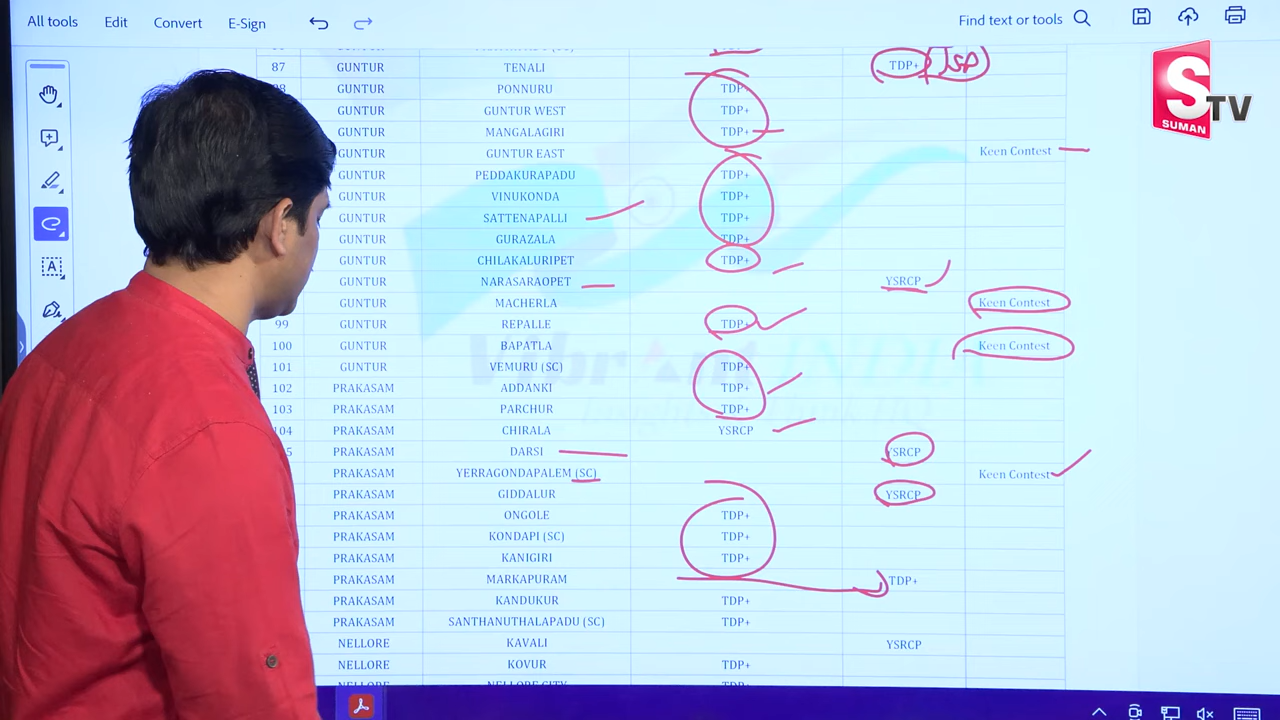 All tools Edit Convert E-Sign Find text or tools
87 GUNTUR TENALI TDP+ JSP
GUNTUR PONNURU TDP+
GUNTUR GUNTUR WEST TDP+
GUNTUR MANGALAGIRI TDP+
GUNTUR GUNTUR EAST Keen Contest
GUNTUR PEDDAKURAPADU TDP+
GUNTUR VINUKONDA TDP+
GUNTUR SATTENAPALLI TDP+
GUNTUR GURAZALA TDP+
GUNTUR CHILAKALURIPET TDP+
GUNTUR NARASARAOPET YSRCP
GUNTUR MACHERLA Keen Contest
99 GUNTUR REPALLE TDP+
100 GUNTUR BAPATLA Keen Contest
101 GUNTUR VEMURU (SC) TDP+
102 PRAKASAM ADDANKI TDP+
103 PRAKASAM PARCHUR TDP+
104 PRAKASAM CHIRALA YSRCP
PRAKASAM DARSI YSRCP
PRAKASAM YERRAGONDAPALEM (SC) Keen Contest
PRAKASAM GIDDALUR YSRCP
PRAKASAM ONGOLE TDP+
PRAKASAM KONDAPI (SC) TDP+
PRAKASAM KANIGIRI TDP+
PRAKASAM MARKAPURAM TDP+
PRAKASAM KANDUKUR TDP+
PRAKASAM SANTHANUTHALAPADU (SC) TDP+
NELLORE KAVALI YSRCP
NELLORE KOVUR TDP+
NELLORE NELLORE CITY TDP+
S TV
SUMAN